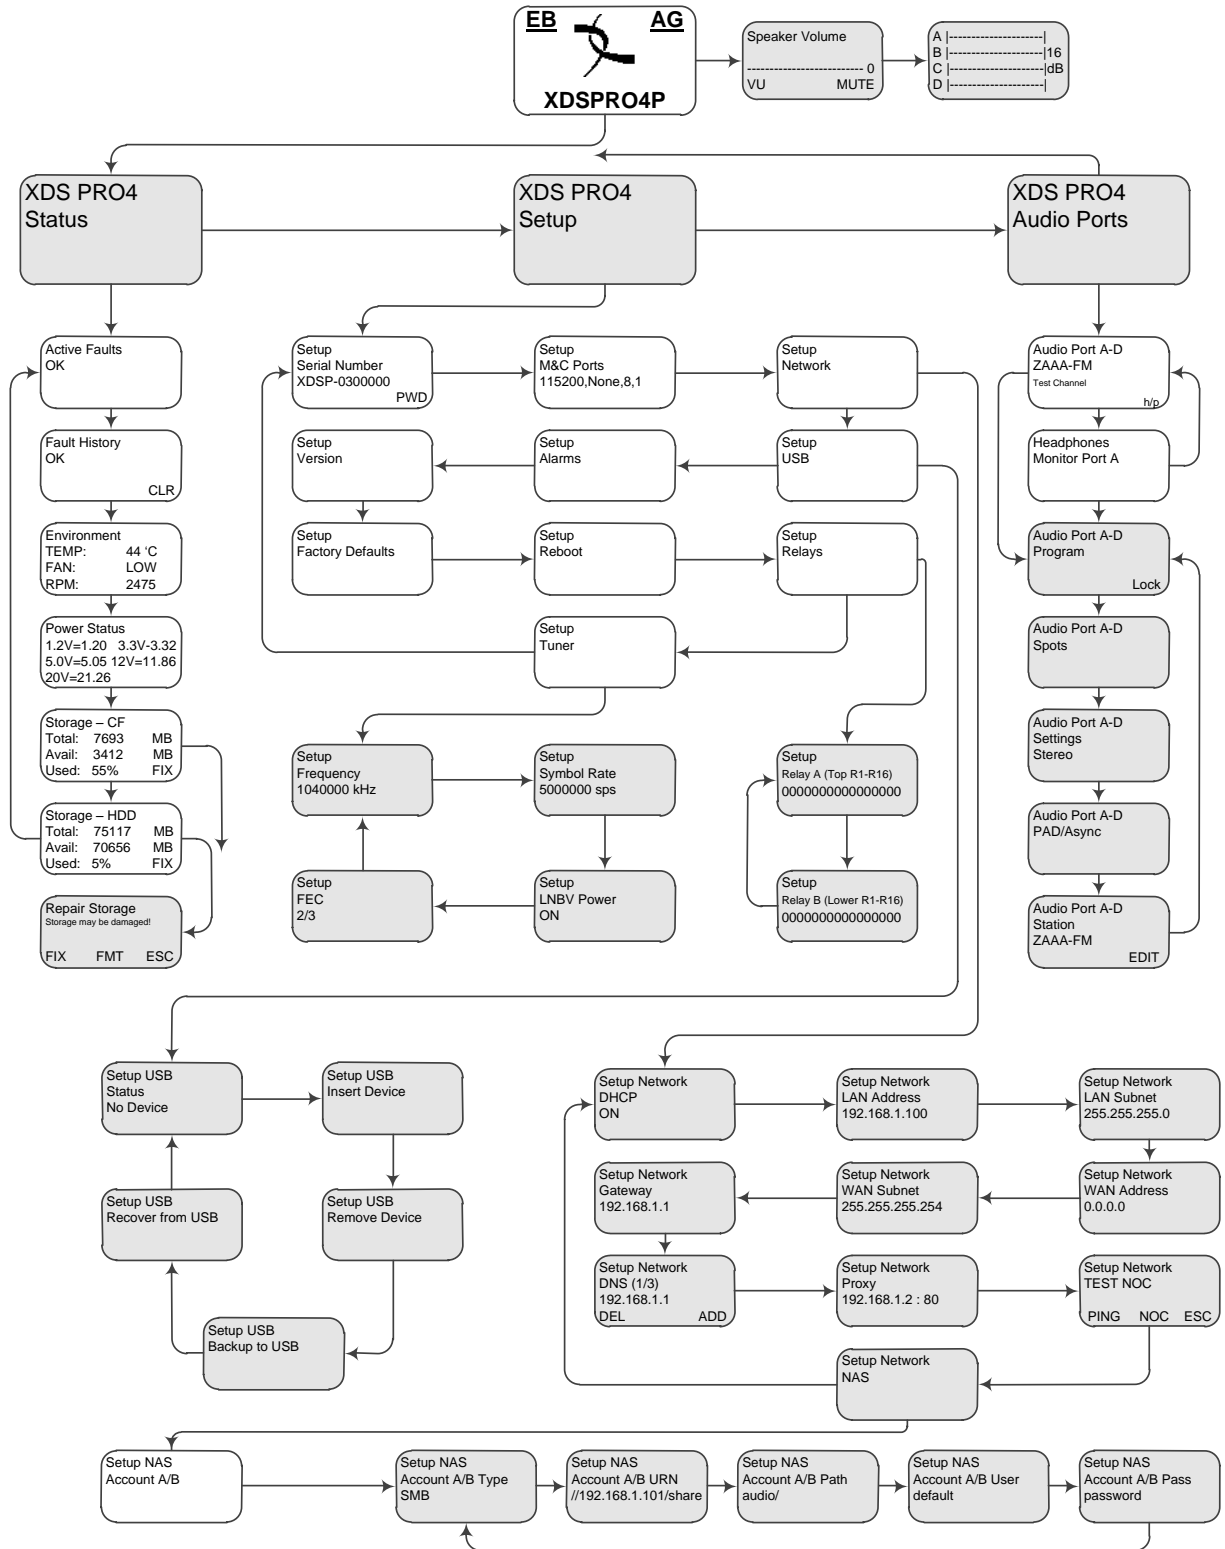 EB AG
XDSPRO4P
Speaker Volume
-------------------------- 0
VU MUTE
A |---------------------|
B |---------------------|16
C |---------------------|dB
D |---------------------|
XDS PRO4
Status
XDS PRO4
Setup
XDS PRO4
Audio Ports
Active Faults
OK
Fault History
OK
CLR
Environment
TEMP: 44 ‘C
FAN: LOW
RPM: 2475
Power Status
1.2V=1.20 3.3V-3.32
5.0V=5.05 12V=11.86
20V=21.26
Storage – CF
Total: 7693 MB
Avail: 3412 MB
Used: 55% FIX
Storage – HDD
Total: 75117 MB
Avail: 70656 MB
Used: 5% FIX
Repair Storage
Storage may be damaged!
FIX FMT ESC
Setup
Serial Number
XDSP-0300000
PWD
Setup
M&C Ports
115200,None,8,1
Setup
Network
Setup
Version
Setup
Alarms
Setup
USB
Setup
Factory Defaults
Setup
Reboot
Setup
Relays
Setup
Tuner
Setup
Frequency
1040000 kHz
Setup
Symbol Rate
5000000 sps
Setup
Relay A (Top R1-R16)
0000000000000000
Setup
FEC
2/3
Setup
LNBV Power
ON
Setup
Relay B (Lower R1-R16)
0000000000000000
Audio Port A-D
ZAAA-FM
Test Channel
h/p
Headphones
Monitor Port A
Audio Port A-D
Program
Lock
Audio Port A-D
Spots
Audio Port A-D
Settings
Stereo
Audio Port A-D
PAD/Async
Audio Port A-D
Station
ZAAA-FM
EDIT
Setup USB
Status
No Device
Setup USB
Insert Device
Setup USB
Recover from USB
Setup USB
Remove Device
Setup USB
Backup to USB
Setup Network
DHCP
ON
Setup Network
LAN Address
192.168.1.100
Setup Network
LAN Subnet
255.255.255.0
Setup Network
Gateway
192.168.1.1
Setup Network
WAN Subnet
255.255.255.254
Setup Network
WAN Address
0.0.0.0
Setup Network
DNS (1/3)
192.168.1.1
DEL ADD
Setup Network
Proxy
192.168.1.2 : 80
Setup Network
TEST NOC
PING NOC ESC
Setup Network
NAS
Setup NAS
Account A/B
Setup NAS
Account A/B Type
SMB
Setup NAS
Account A/B URN
//192.168.1.101/share
Setup NAS
Account A/B Path
audio/
Setup NAS
Account A/B User
default
Setup NAS
Account A/B Pass
password